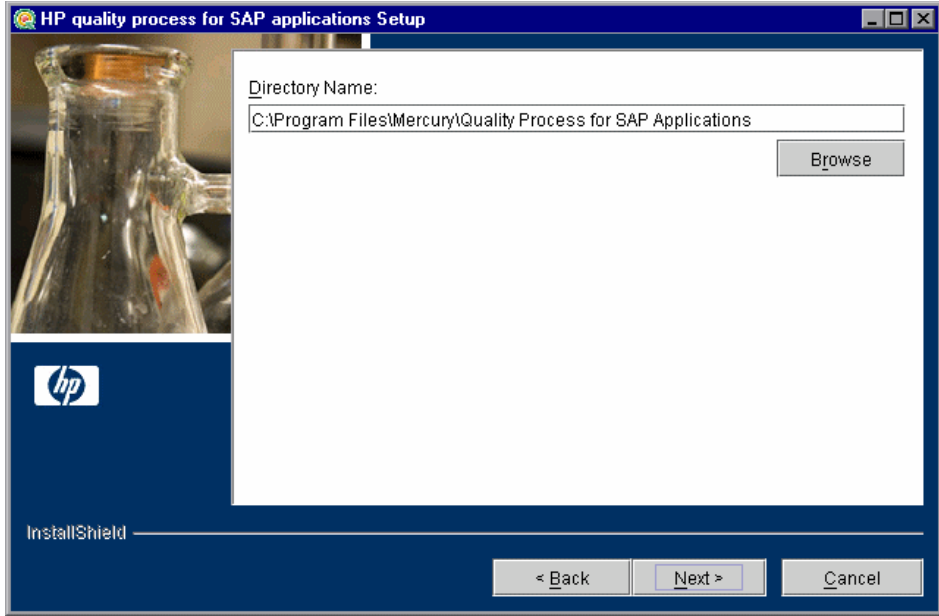 HP quality process for SAP applications Setup
Directory Name:
C:\Program Files\Mercury\Quality Process for SAP Applications
Browse
hp
InstallShield
< Back
Next >
Cancel